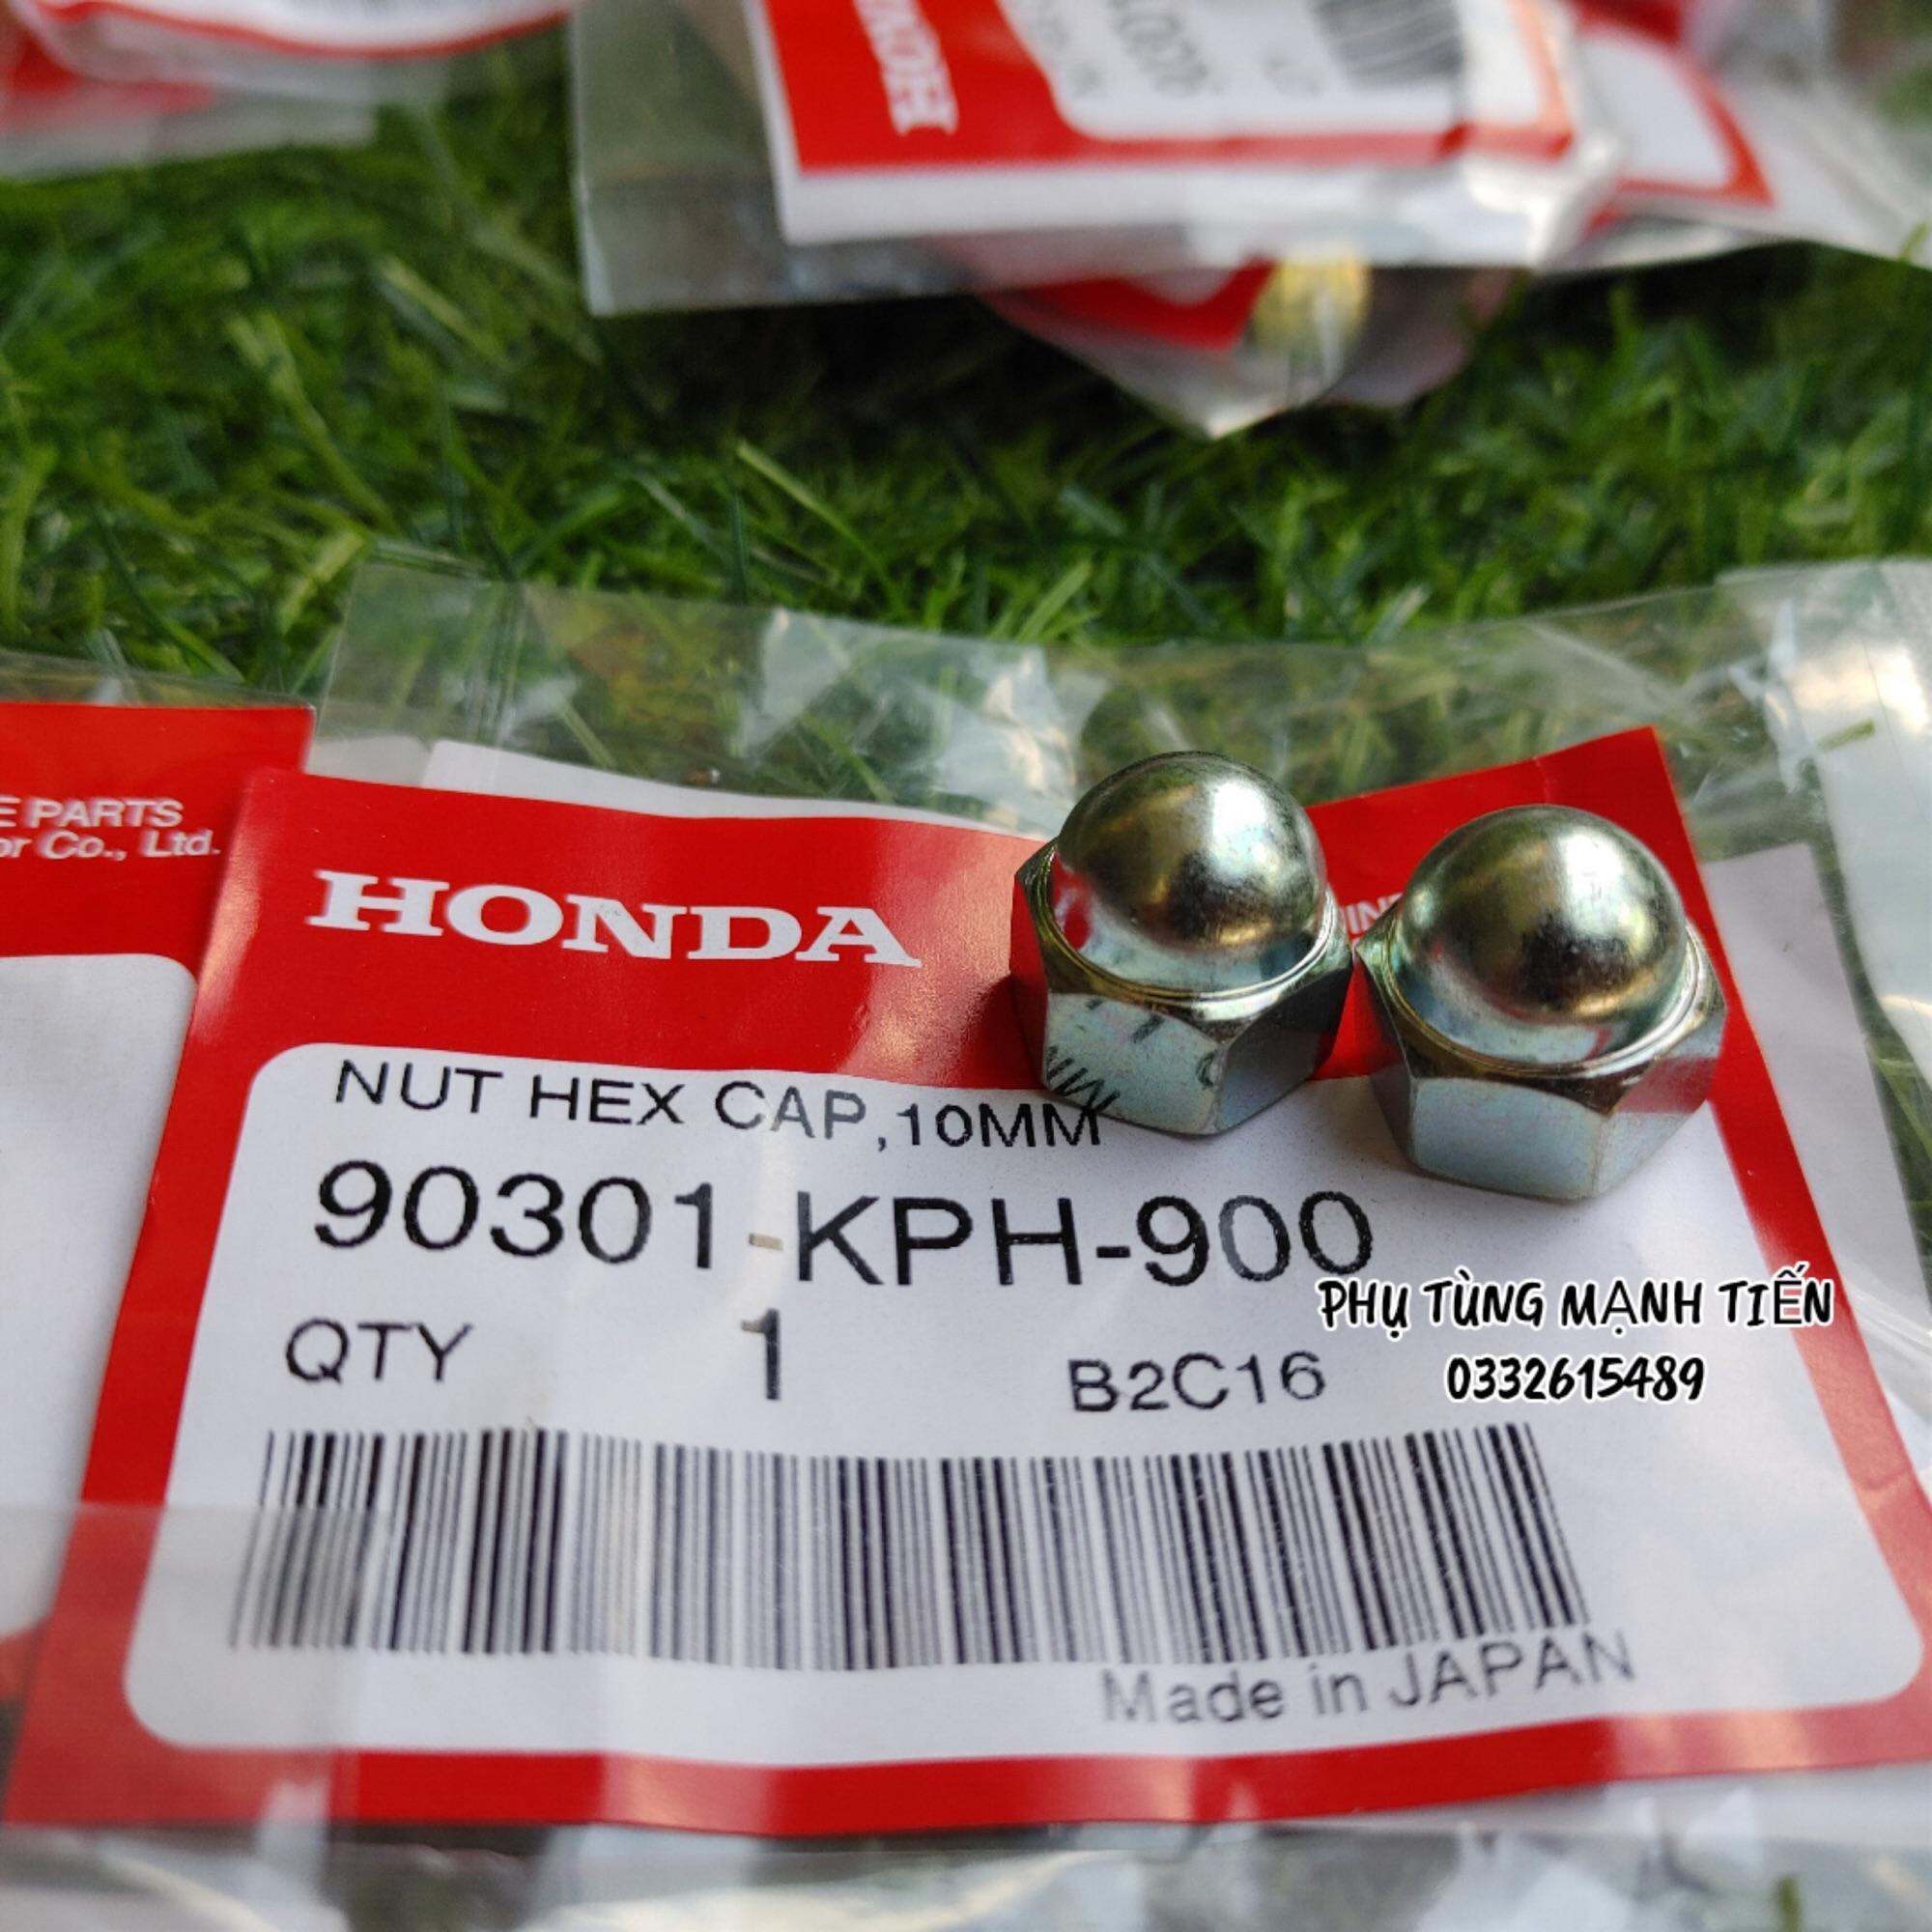 HONDA
E PARTS
or Co., Ltd.
HONDA
NUT HEX CAP,10MM
90301-KPH-900
QTY 1 B2C16
PHỤ TÙNG MẠNH TIẾN
0332615489
Made in JAPAN